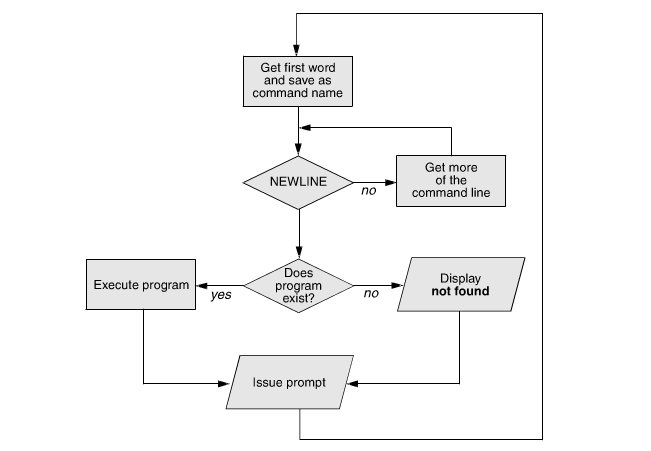 Get first word
and save as
command name
NEWLINE
no
Get more
of the
command line
Execute program
yes
Does
program
exist?
no
Display
not found
Issue prompt